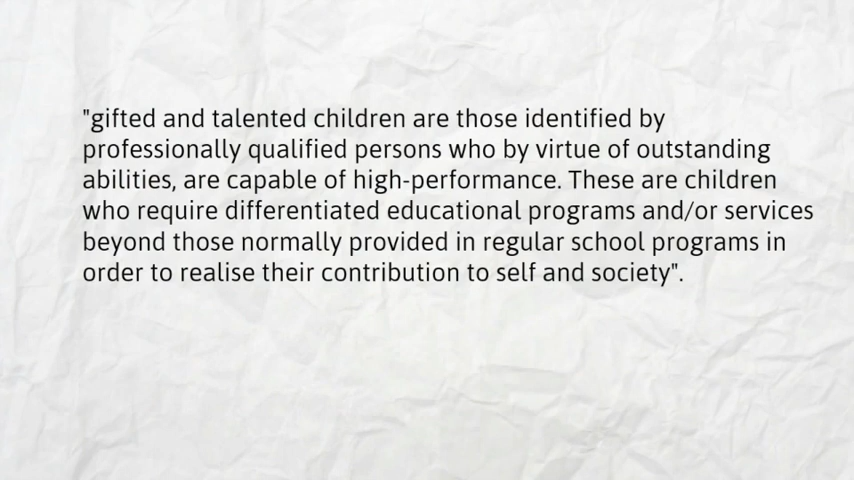 "gifted and talented children are those identified by
professionally qualified persons who by virtue of outstanding
abilities, are capable of high-performance. These are children
who require differentiated educational programs and/or services
beyond those normally provided in regular school programs in
order to realise their contribution to self and society".